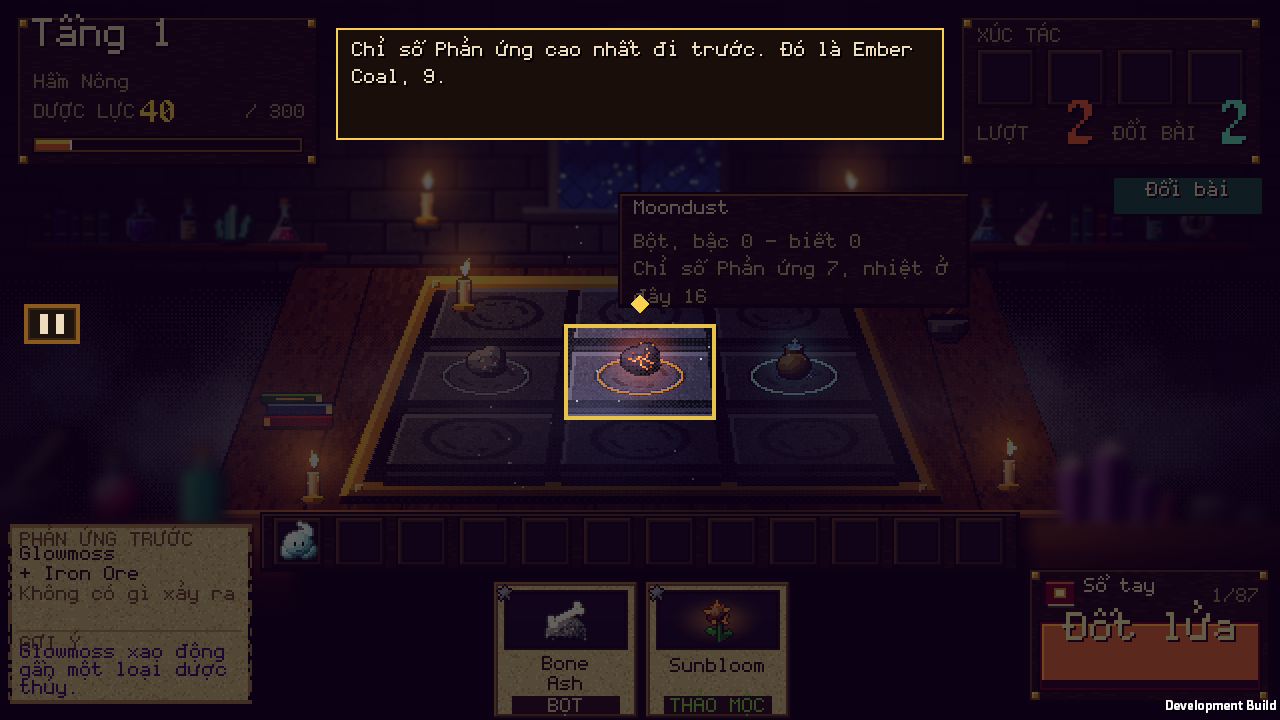 Tầng 1
Hầm Nông
DƯỢC LỰC 40 / 300
Chỉ số Phản ứng cao nhất đi trước. Đó là Ember
Coal, 9.
XÚC TÁC
LƯỢT 2 ĐỔI BÀI 2
Đổi bài
Moondust
Bột, bậc 0 - biết 0
Chỉ số Phản ứng 7, nhiệt ở
đây 16
PHẢN ỨNG TRƯỚC
Glowmoss
+ Iron Ore
Không có gì xảy ra
GỢI Ý
Glowmoss xao động
gần một loại dược
thủy.
Bone
Ash
BỘT
Sunbloom
THẢO MỘC
Sổ tay
1/87
Đốt lửa
Development Build